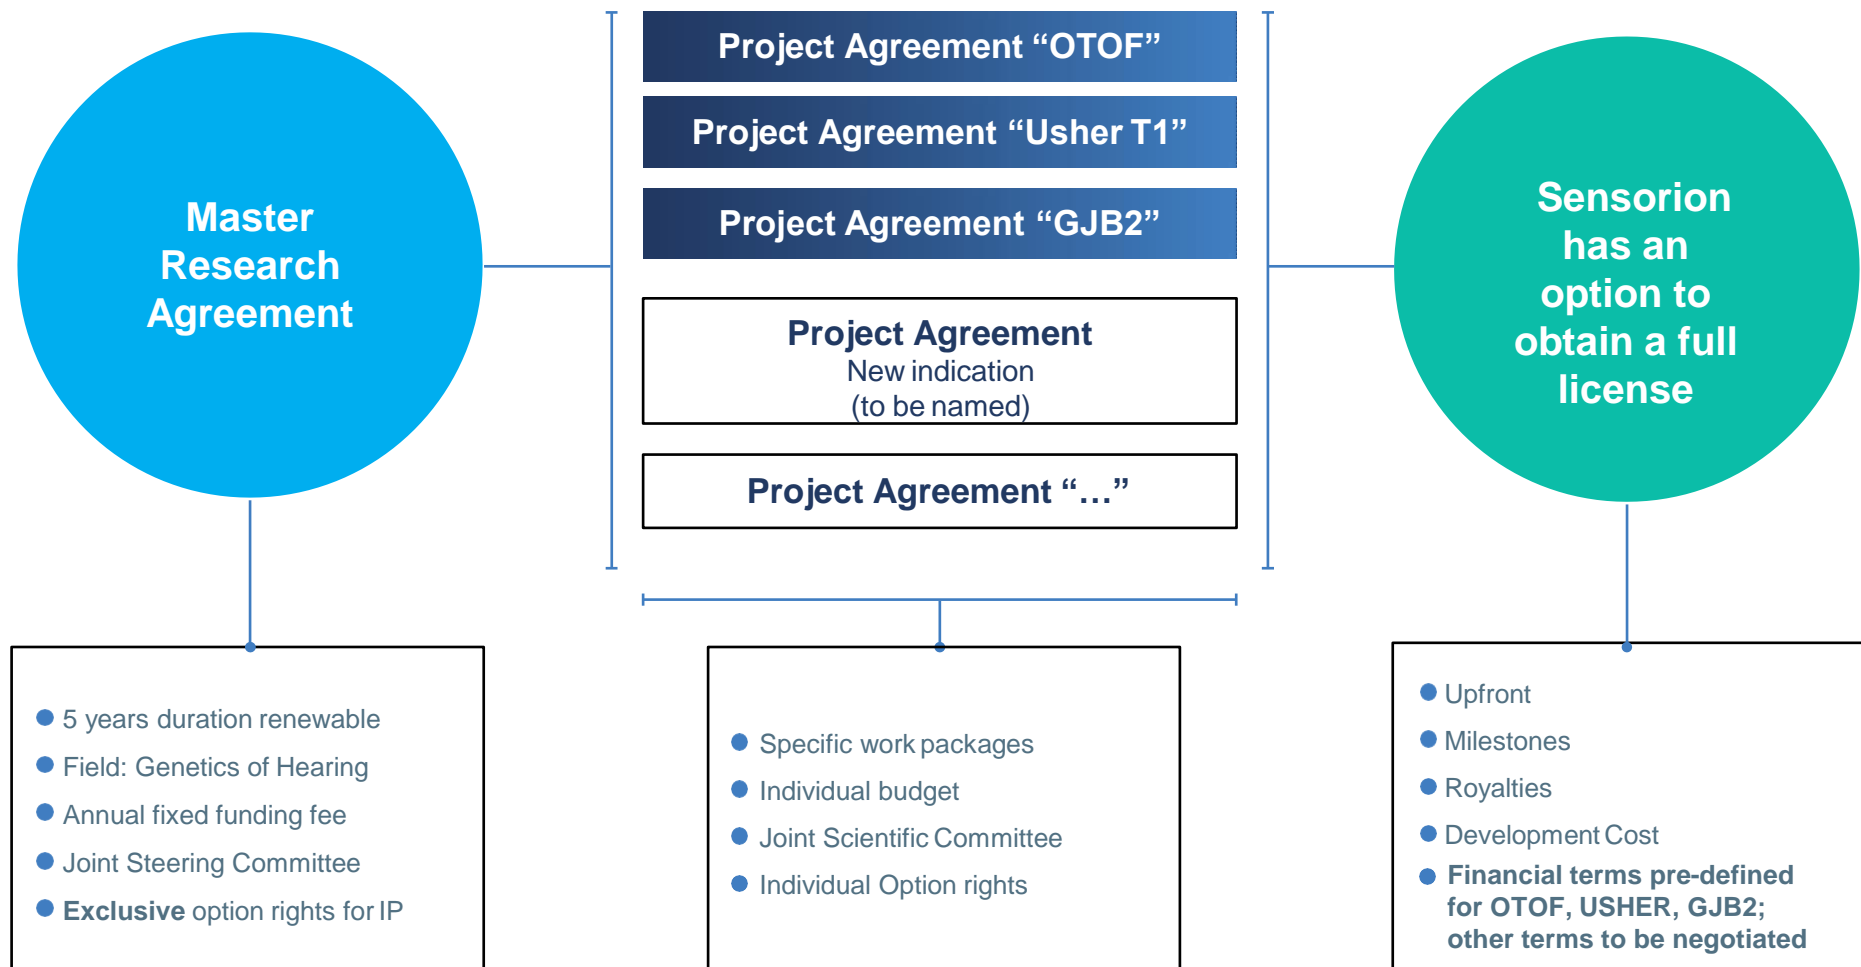 Master
Research
Agreement
Project Agreement “OTOF”
Project Agreement “Usher T1”
Project Agreement “GJB2”
Project Agreement
New indication
(to be named)
Project Agreement “…”
Sensorion
has an
option to
obtain a full
license
5 years duration renewable
Field: Genetics of Hearing
Annual fixed funding fee
Joint Steering Committee
Exclusive option rights for IP
Specific work packages
Individual budget
Joint Scientific Committee
Individual Option rights
Upfront
Milestones
Royalties
Development Cost
Financial terms pre-defined
for OTOF, USHER, GJB2;
other terms to be negotiated